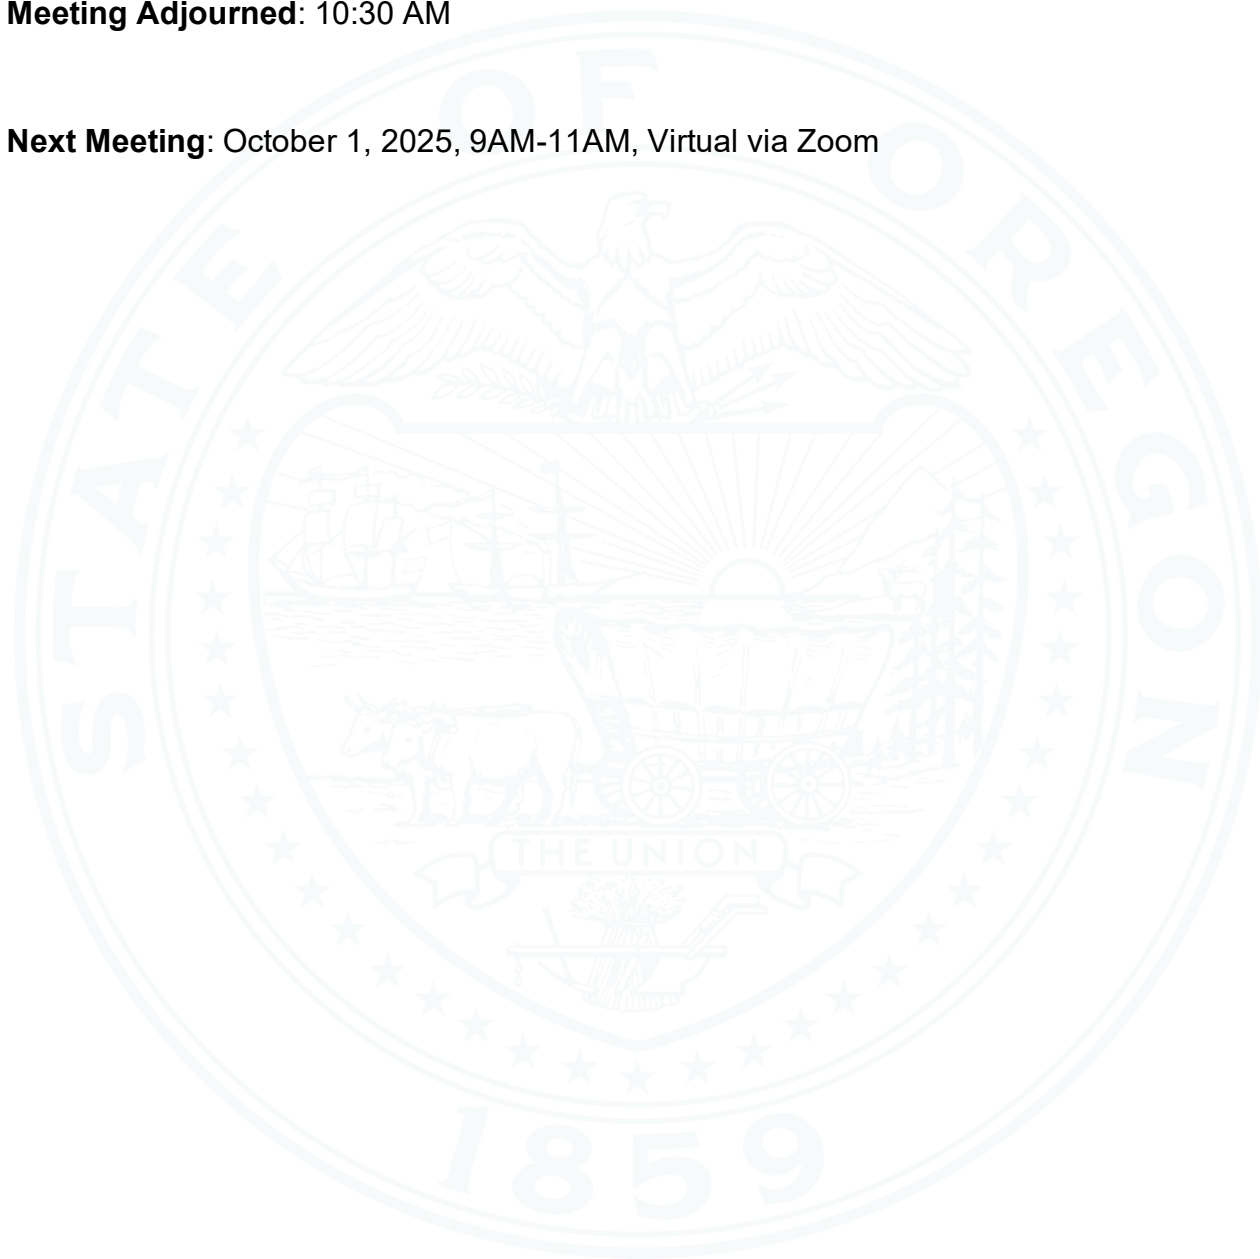 Meeting Adjourned: 10:30 AM
Next Meeting: October 1, 2025, 9AM-11AM, Virtual via Zoom
STATE OF OREGON
THE UNION
1859